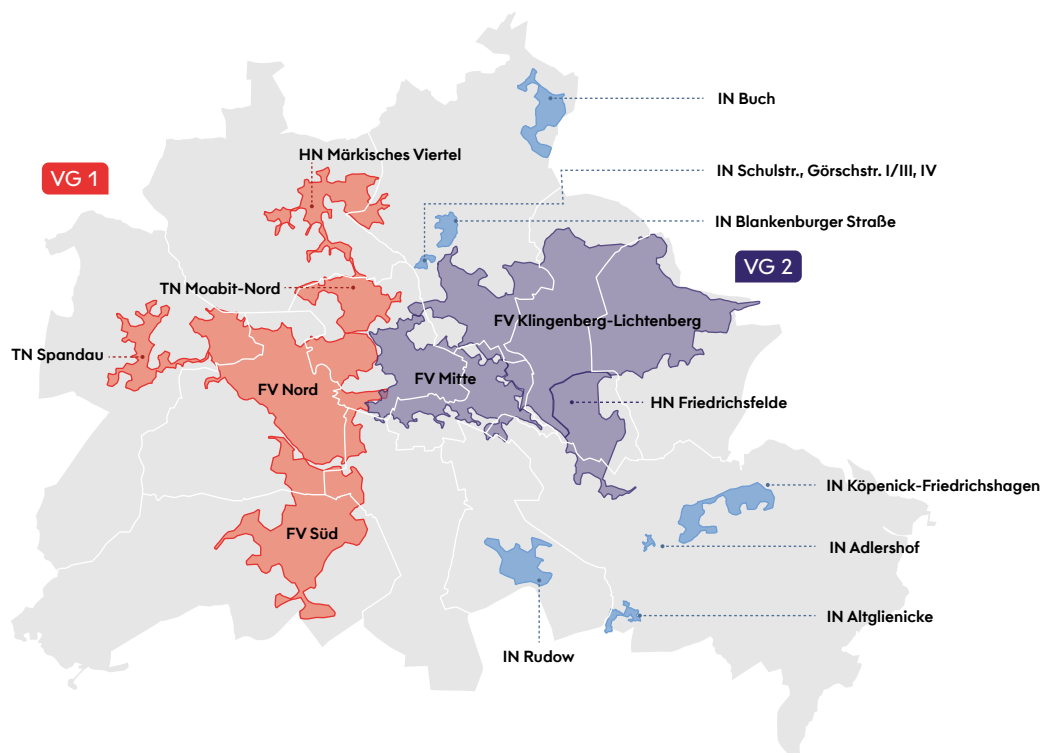 IN Buch
HN Märkisches Viertel
IN Schulstr., Görschstr. I/III, IV
VG 1
IN Blankenburger Straße
VG 2
TN Moabit-Nord
FV Klingenberg-Lichtenberg
TN Spandau
FV Nord
FV Mitte
HN Friedrichsfelde
IN Köpenick-Friedrichshagen
FV Süd
IN Adlershof
IN Altglienicke
IN Rudow